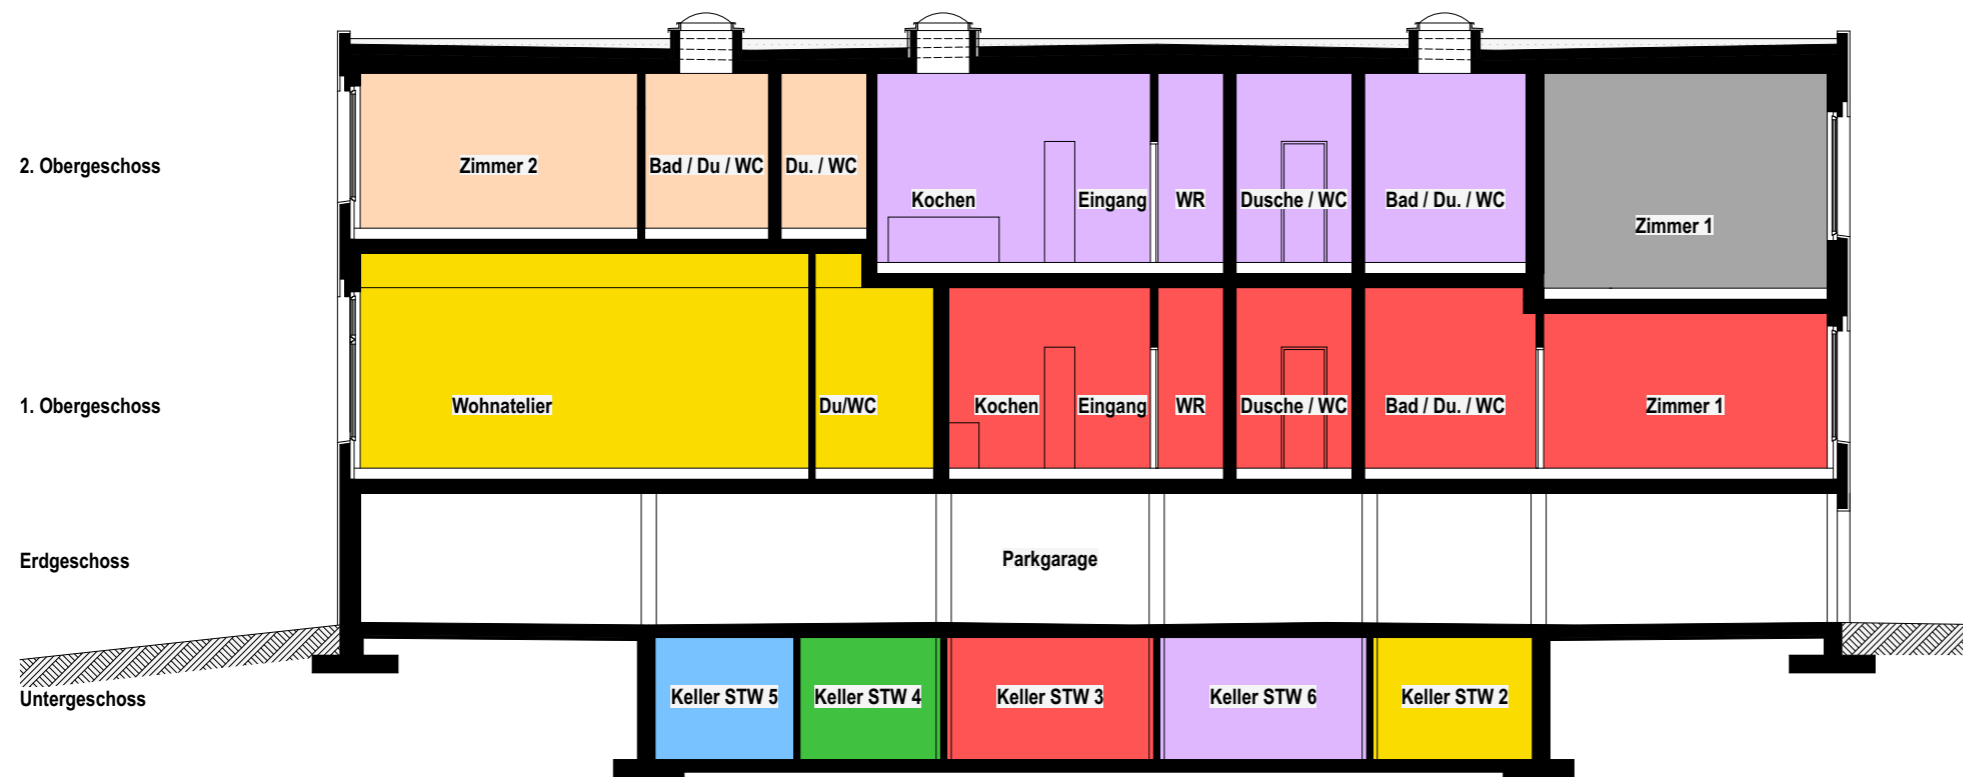 2. Obergeschoss
Zimmer 2
Bad / Du / WC
Du. / WC
Kochen
Eingang
WR
Dusche / WC
Bad / Du. / WC
Zimmer 1
1. Obergeschoss
Wohnatelier
Du/WC
Kochen
Eingang
WR
Dusche / WC
Bad / Du. / WC
Zimmer 1
Erdgeschoss
Parkgarage
Untergeschoss
Keller STW 5
Keller STW 4
Keller STW 3
Keller STW 6
Keller STW 2